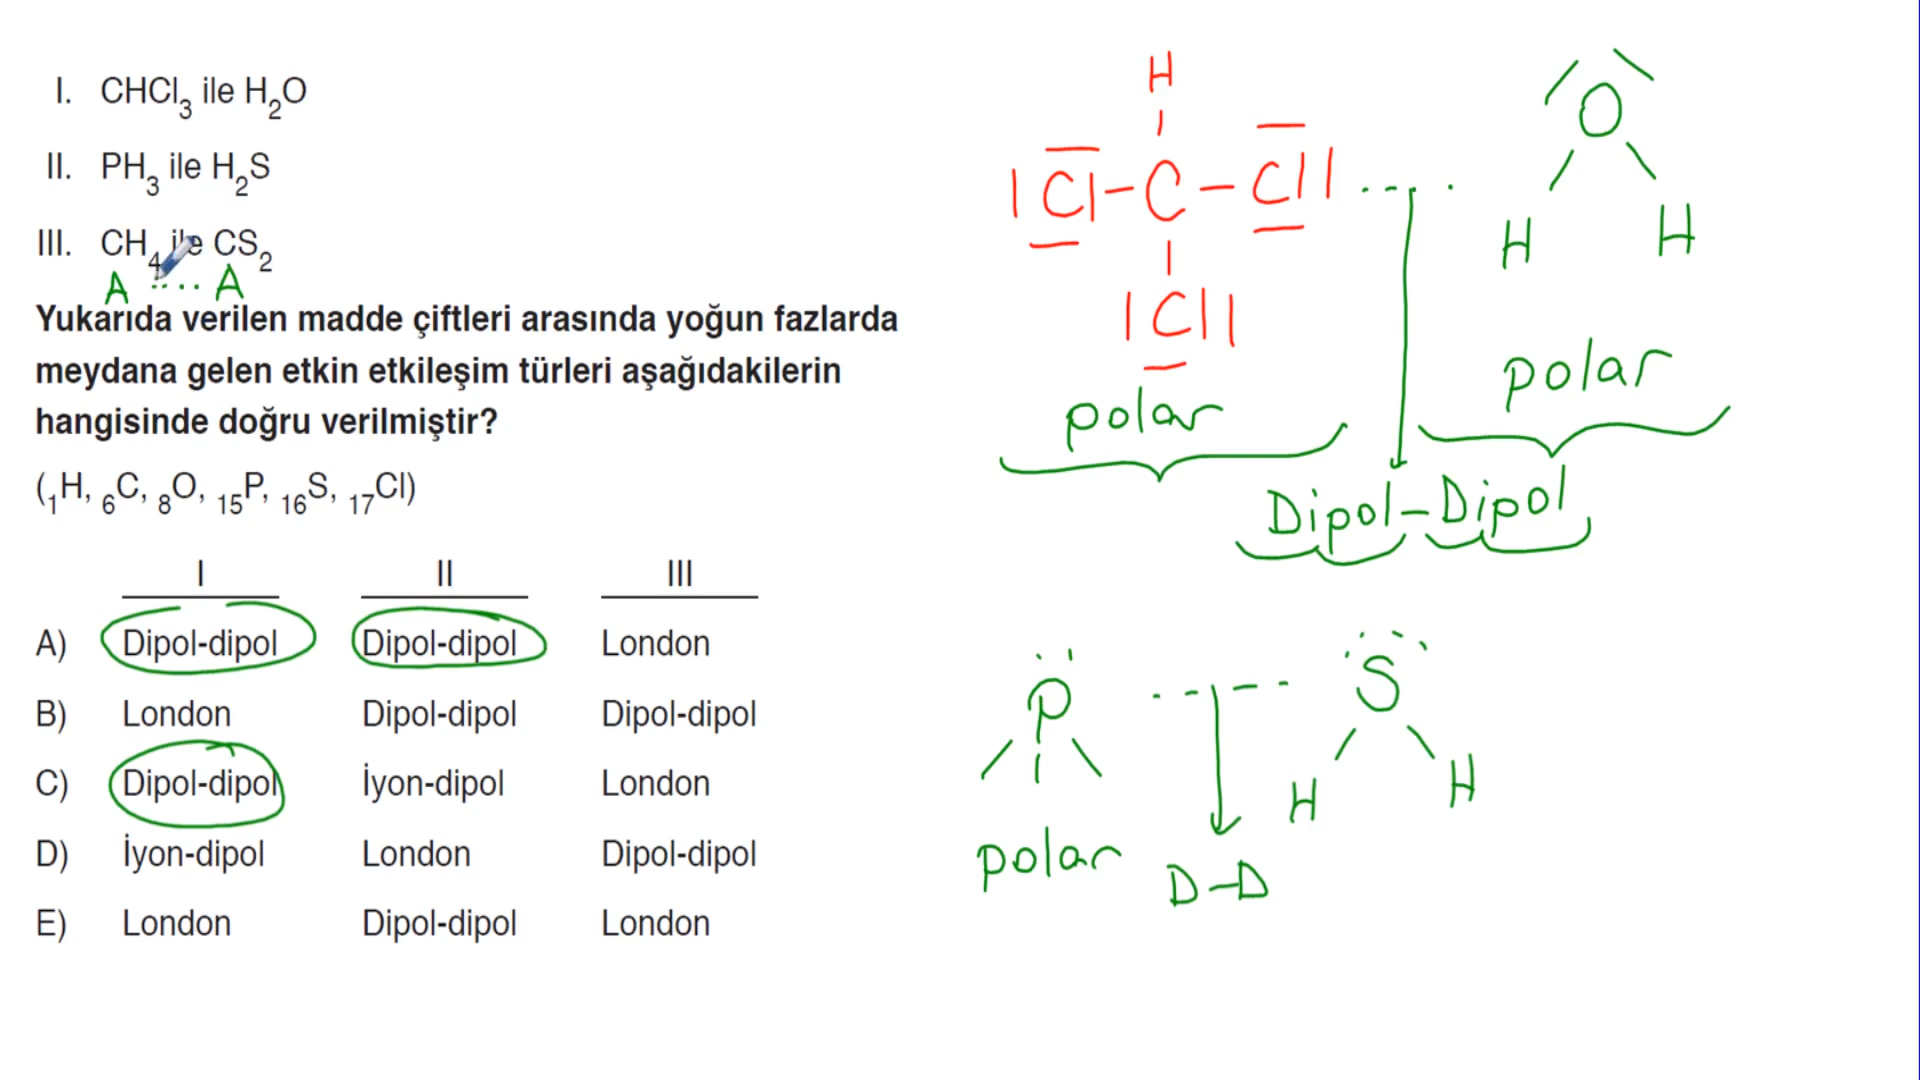 I. CHCl₃ ile H₂O
II. PH₃ ile H₂S
III. CH₄ ile CS₂
A ..... A
Yukarıda verilen madde çiftleri arasında yoğun fazlarda
meydana gelen etkin etkileşim türleri aşağıdakilerin
hangisinde doğru verilmiştir?
(₁H, ₆C, ₈O, ₁₅P, ₁₆S, ₁₇Cl)
I II III
A) Dipol-dipol Dipol-dipol London
B) London Dipol-dipol Dipol-dipol
C) Dipol-dipol İyon-dipol London
D) İyon-dipol London Dipol-dipol
E) London Dipol-dipol London
H
Cl-C-Cl
Cl
polar
O
H H
polar
Dipol-Dipol
P
polar
S
H H
D-D